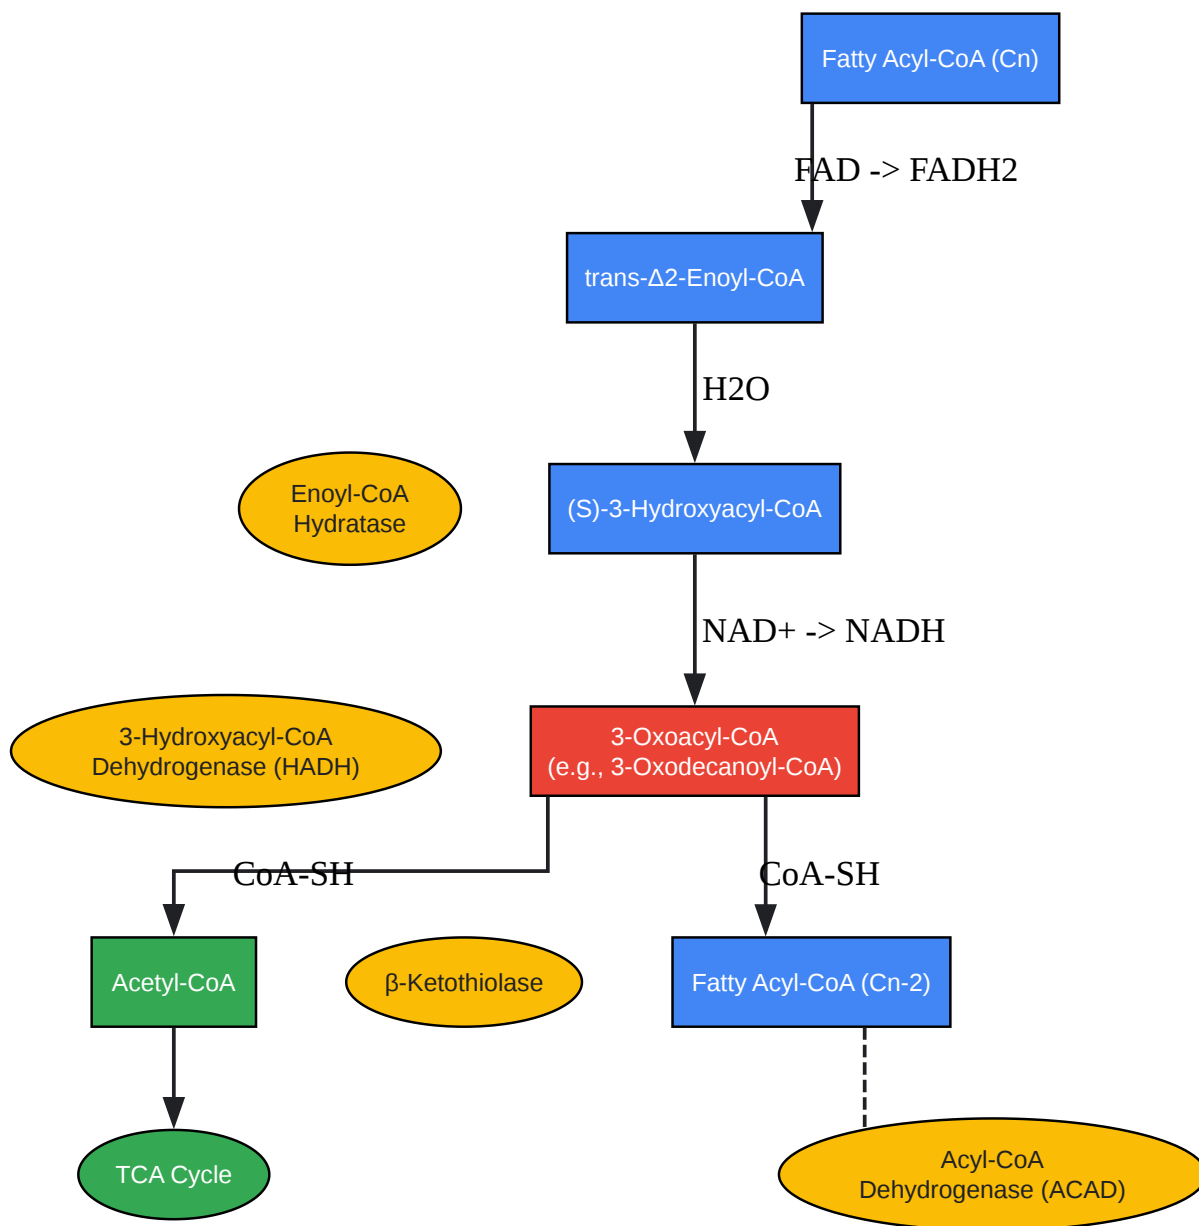 Fatty Acyl-CoA (Cn)
FAD -> FADH2
trans-Δ2-Enoyl-CoA
H2O
Enoyl-CoA
Hydratase
(S)-3-Hydroxyacyl-CoA
NAD+ -> NADH
3-Hydroxyacyl-CoA
Dehydrogenase (HADH)
3-Oxoacyl-CoA
(e.g., 3-Oxodecanoyl-CoA)
CoA-SH
CoA-SH
Acetyl-CoA
β-Ketothiolase
Fatty Acyl-CoA (Cn-2)
TCA Cycle
Acyl-CoA
Dehydrogenase (ACAD)